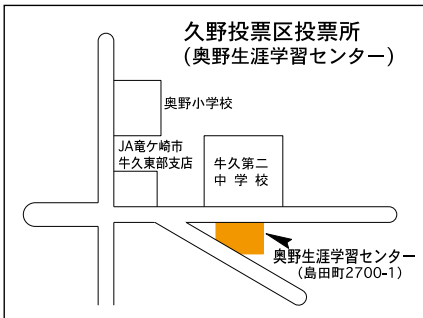 久野投票区投票所
(奥野生涯学習センター)
奥野小学校
JA竜ケ崎市
牛久東部支店
牛久第二
中学校
奥野生涯学習センター
(島田町2700-1)